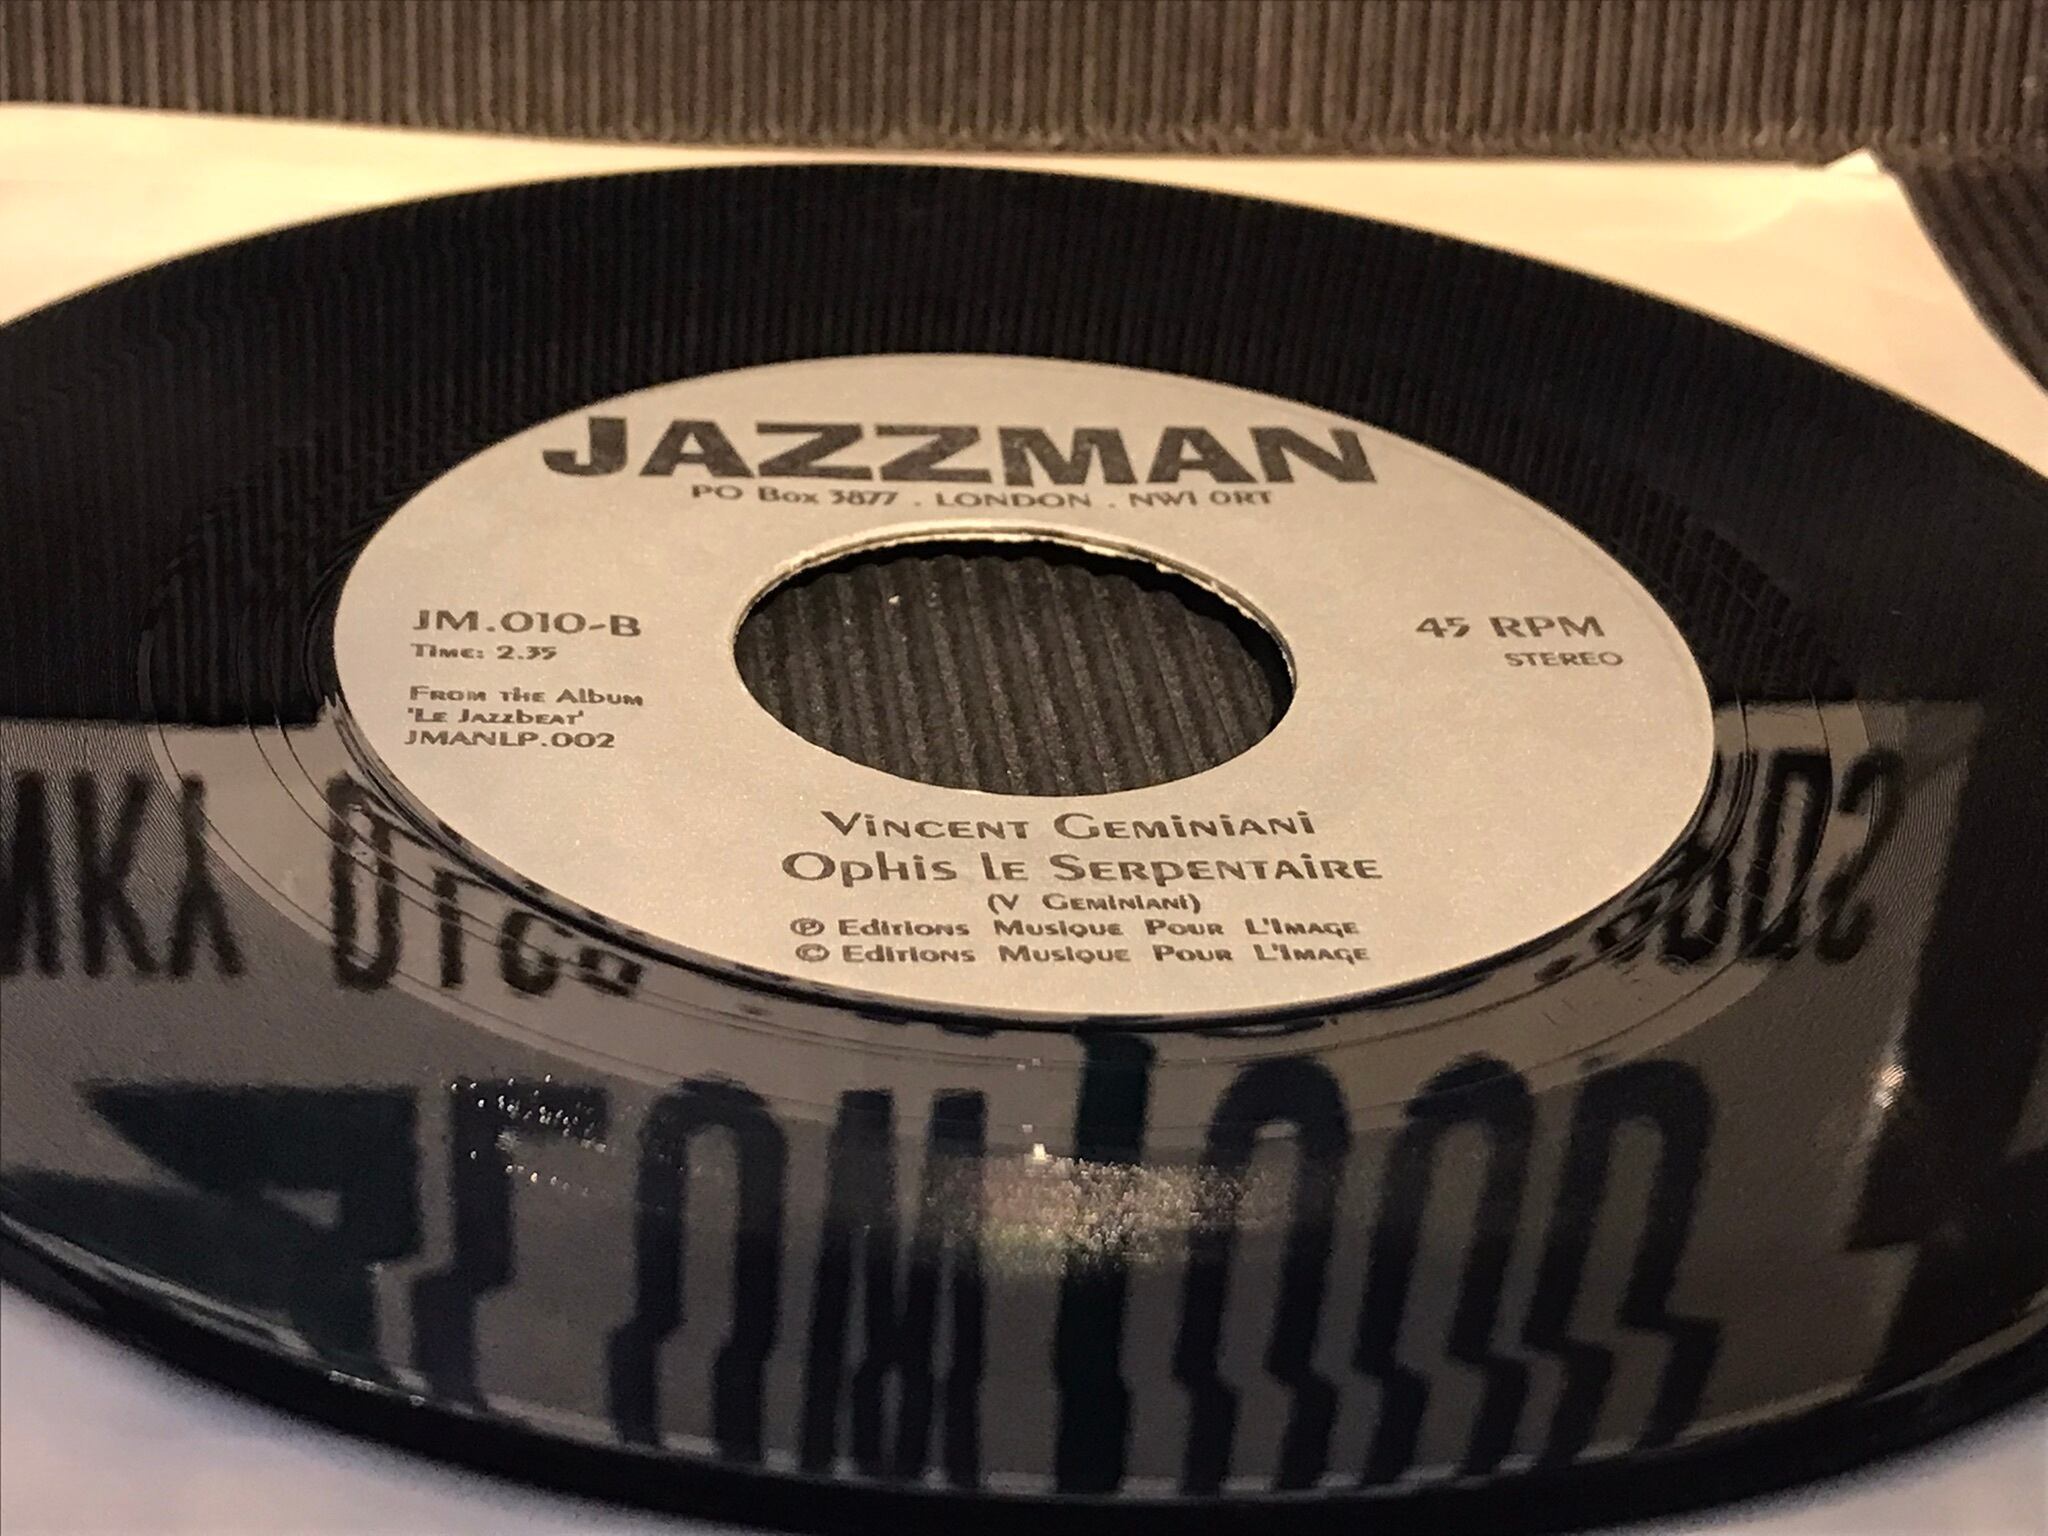 JAZZMAN
PO Box 3877 . LONDON . NW1 0RT
JM.010-B
Time: 2.35
From the Album
'Le Jazzbeat'
JMANLP.002
45 RPM
STEREO
Vincent Geminiani
Ophis le Serpentaire
(V Geminiani)
℗ Editions Musique Pour L'Image
© Editions Musique Pour L'Image